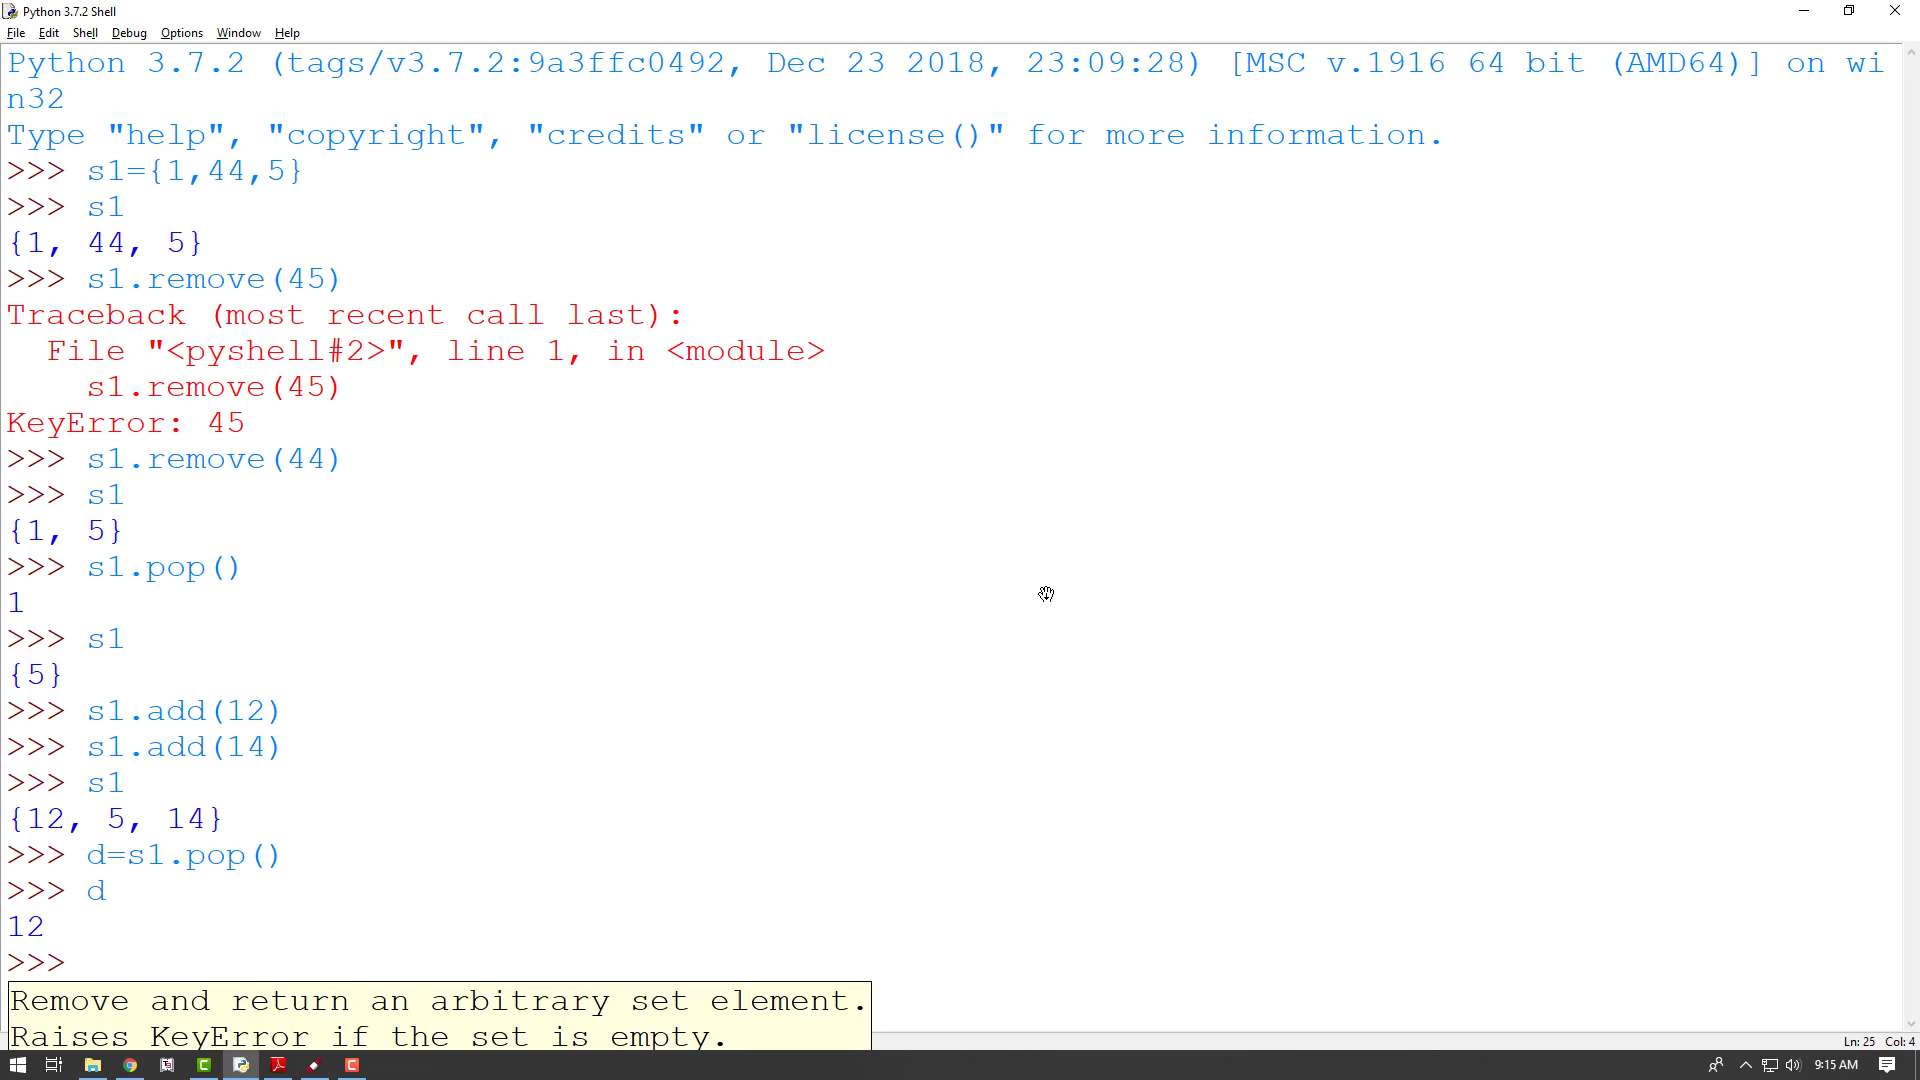 Python 3.7.2 Shell
File Edit Shell Debug Options Window Help
Python 3.7.2 (tags/v3.7.2:9a3ffc0492, Dec 23 2018, 23:09:28) [MSC v.1916 64 bit (AMD64)] on wi
n32
Type "help", "copyright", "credits" or "license()" for more information.
>>> s1={1,44,5}
>>> s1
{1, 44, 5}
>>> s1.remove(45)
Traceback (most recent call last):
  File "<pyshell#2>", line 1, in <module>
    s1.remove(45)
KeyError: 45
>>> s1.remove(44)
>>> s1
{1, 5}
>>> s1.pop()
1
>>> s1
{5}
>>> s1.add(12)
>>> s1.add(14)
>>> s1
{12, 5, 14}
>>> d=s1.pop()
>>> d
12
>>>
Remove and return an arbitrary set element.
Raises KeyError if the set is empty.
Ln: 25 Col: 4
9:15 AM